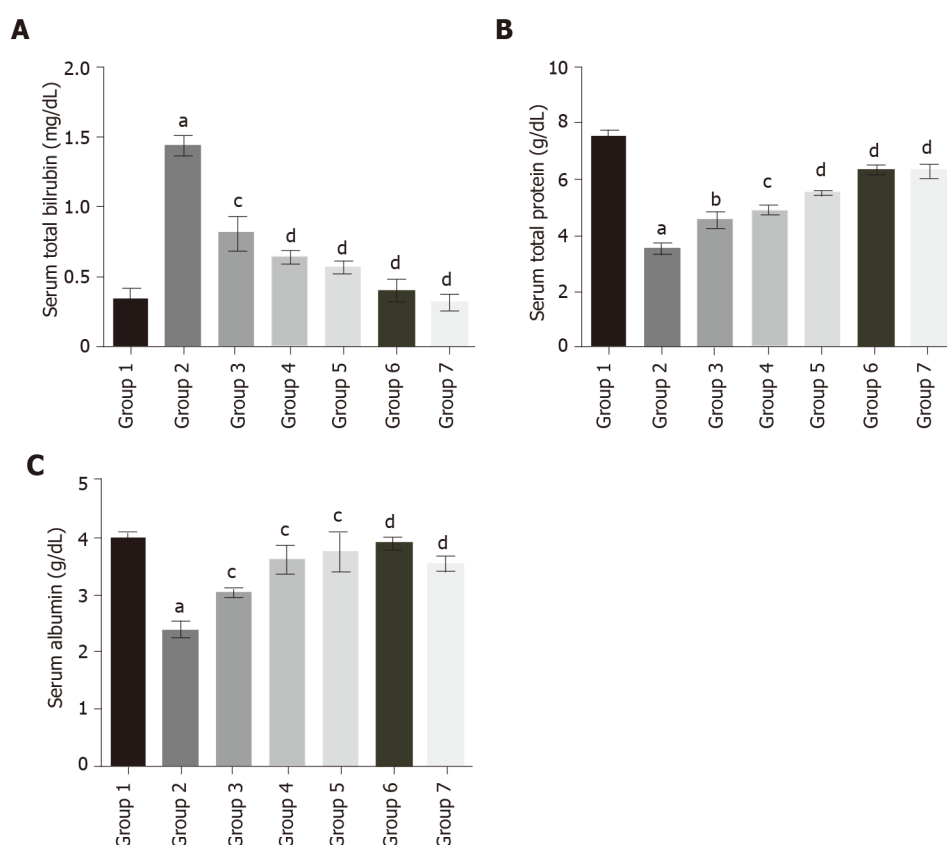 A
Serum total bilrubin (mg/dL)
2.0
1.5
1.0
0.5
0
a
c
d
d
d
d
Group 1
Group 2
Group 3
Group 4
Group 5
Group 6
Group 7
B
Serum total protein (g/dL)
10
8
6
4
2
0
a
b
c
d
d
d
Group 1
Group 2
Group 3
Group 4
Group 5
Group 6
Group 7
C
Serum albumin (g/dL)
5
4
3
2
1
0
a
c
c
c
d
d
Group 1
Group 2
Group 3
Group 4
Group 5
Group 6
Group 7